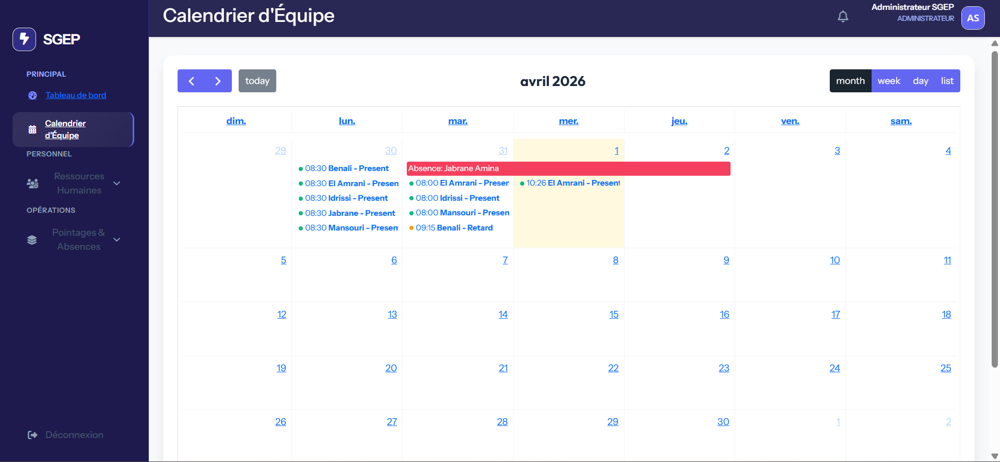 SGEP
PRINCIPAL
Tableau de bord
Calendrier
d'Équipe
PERSONNEL
Ressources
Humaines
OPÉRATIONS
Pointages &
Absences
Déconnexion
Calendrier d'Équipe
Administrateur SGEP
ADMINISTRATEUR
AS
today
avril 2026
month week day list
dim. lun. mar. mer. jeu. ven. sam.
29 30 31 1 2 3 4
08:30 Benali - Present
08:30 El Amrani - Presen
08:30 Idrissi - Present
08:30 Jabrane - Present
08:30 Mansouri - Presen
Absence: Jabrane Amina
08:00 El Amrani - Presen
08:00 Idrissi - Present
08:00 Mansouri - Presen
09:15 Benali - Retard
10:26 El Amrani - Present
5 6 7 8 9 10 11
12 13 14 15 16 17 18
19 20 21 22 23 24 25
26 27 28 29 30 1 2